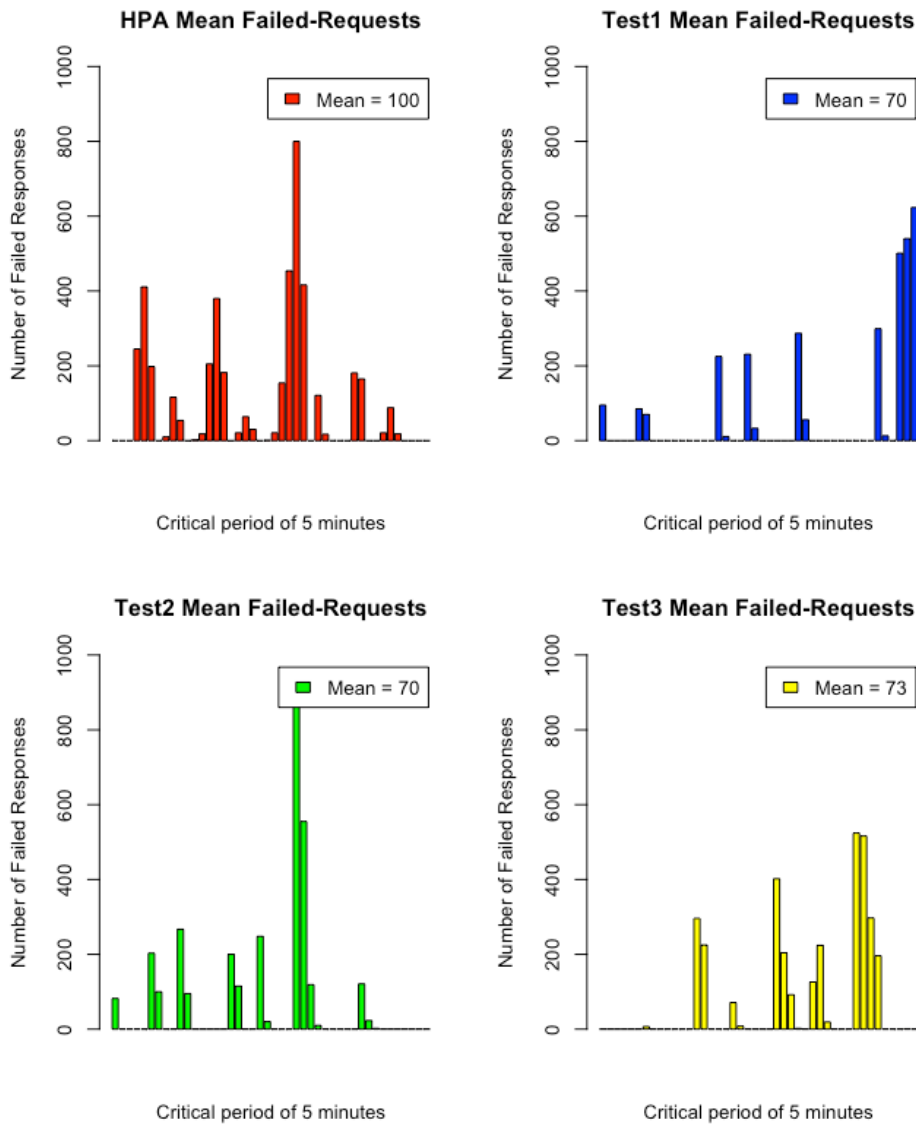 HPA Mean Failed-Requests
Number of Failed Responses
1000
800
600
400
200
0
Mean = 100
Critical period of 5 minutes
Test1 Mean Failed-Requests
Number of Failed Responses
1000
800
600
400
200
0
Mean = 70
Critical period of 5 minutes
Test2 Mean Failed-Requests
Number of Failed Responses
1000
800
600
400
200
0
Mean = 70
Critical period of 5 minutes
Test3 Mean Failed-Requests
Number of Failed Responses
1000
800
600
400
200
0
Mean = 73
Critical period of 5 minutes